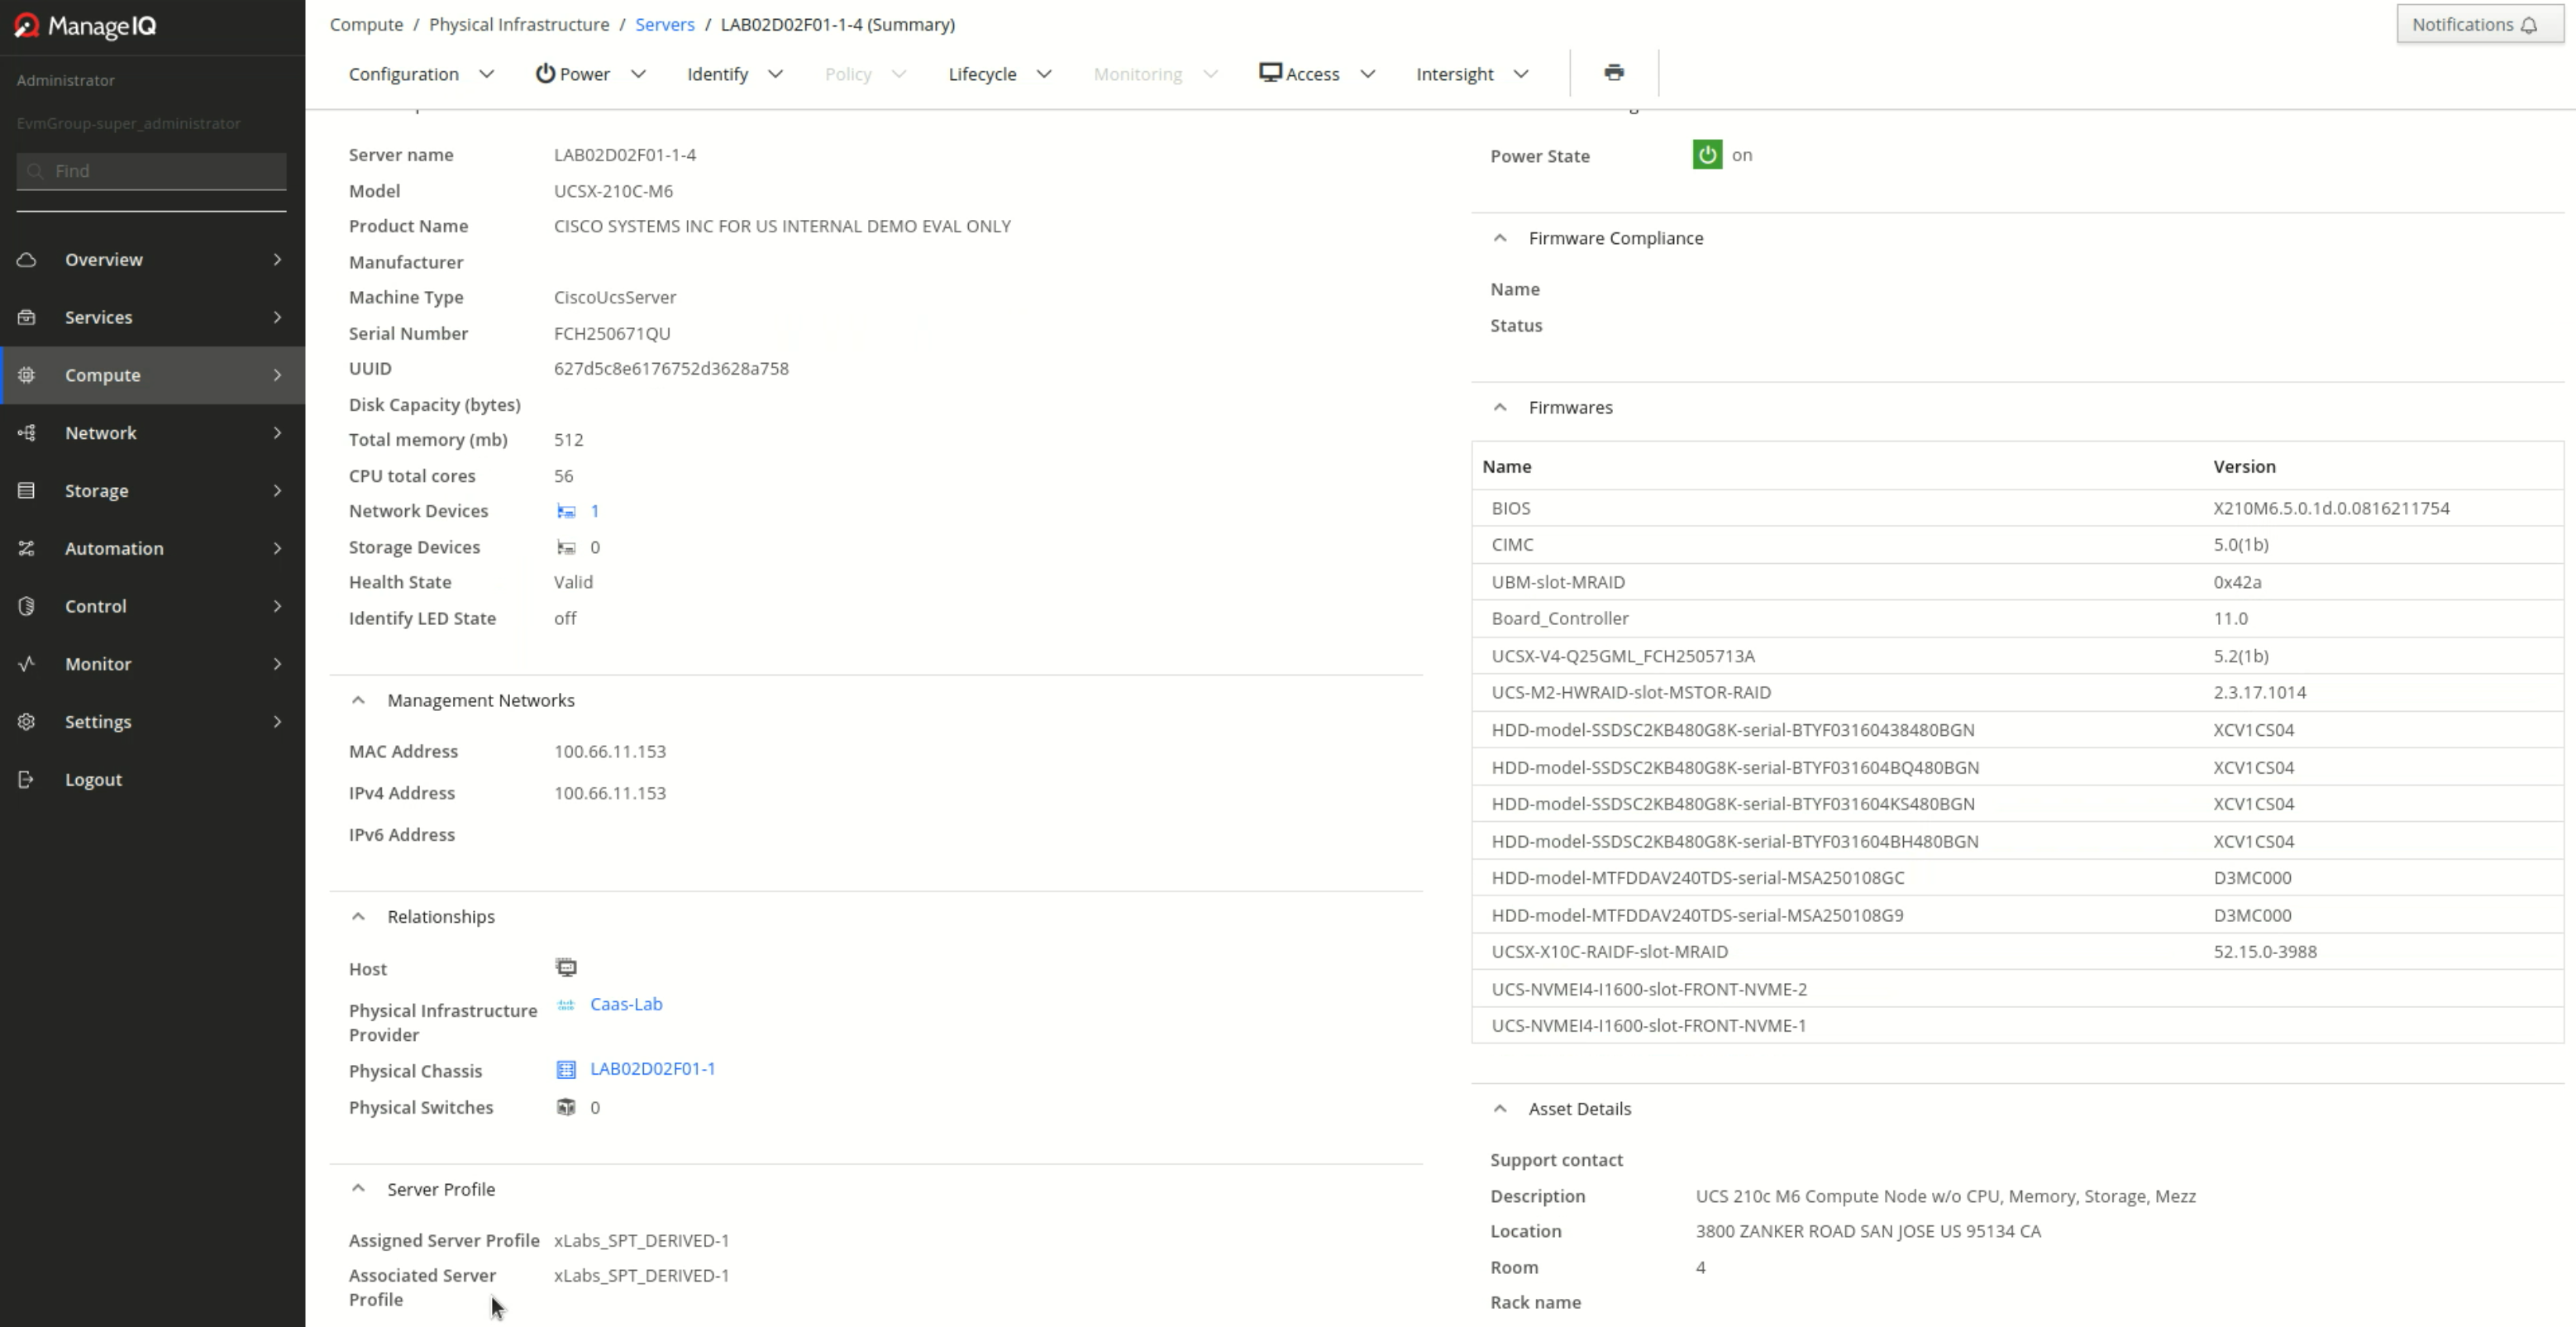 ManageIQ
Administrator
EvmGroup-super_administrator
Find
Overview
Services
Compute
Network
Storage
Automation
Control
Monitor
Settings
Logout
Compute / Physical Infrastructure / Servers / LAB02D02F01-1-4 (Summary)
Notifications
Configuration Power Identify Policy Lifecycle Monitoring Access Intersight
Server name LAB02D02F01-1-4
Model UCSX-210C-M6
Product Name CISCO SYSTEMS INC FOR US INTERNAL DEMO EVAL ONLY
Manufacturer
Machine Type CiscoUcsServer
Serial Number FCH250671QU
UUID 627d5c8e6176752d3628a758
Disk Capacity (bytes)
Total memory (mb) 512
CPU total cores 56
Network Devices 1
Storage Devices 0
Health State Valid
Identify LED State off
Management Networks
MAC Address 100.66.11.153
IPv4 Address 100.66.11.153
IPv6 Address
Relationships
Host
Physical Infrastructure
Provider
Caas-Lab
Physical Chassis LAB02D02F01-1
Physical Switches 0
Server Profile
Assigned Server Profile xLabs_SPT_DERIVED-1
Associated Server
Profile
xLabs_SPT_DERIVED-1
Power State on
Firmware Compliance
Name
Status
Firmwares
Name Version
BIOS X210M6.5.0.1d.0.0816211754
CIMC 5.0(1b)
UBM-slot-MRAID 0x42a
Board_Controller 11.0
UCSX-V4-Q25GML_FCH2505713A 5.2(1b)
UCS-M2-HWRAID-slot-MSTOR-RAID 2.3.17.1014
HDD-model-SSDSC2KB480G8K-serial-BTYF03160438480BGN XCV1CS04
HDD-model-SSDSC2KB480G8K-serial-BTYF031604BQ480BGN XCV1CS04
HDD-model-SSDSC2KB480G8K-serial-BTYF031604KS480BGN XCV1CS04
HDD-model-SSDSC2KB480G8K-serial-BTYF031604BH480BGN XCV1CS04
HDD-model-MTFDDAV240TDS-serial-MSA250108GC D3MC000
HDD-model-MTFDDAV240TDS-serial-MSA250108G9 D3MC000
UCSX-X10C-RAIDF-slot-MRAID 52.15.0-3988
UCS-NVMEI4-I1600-slot-FRONT-NVME-2
UCS-NVMEI4-I1600-slot-FRONT-NVME-1
Asset Details
Support contact
Description UCS 210c M6 Compute Node w/o CPU, Memory, Storage, Mezz
Location 3800 ZANKER ROAD SAN JOSE US 95134 CA
Room 4
Rack name